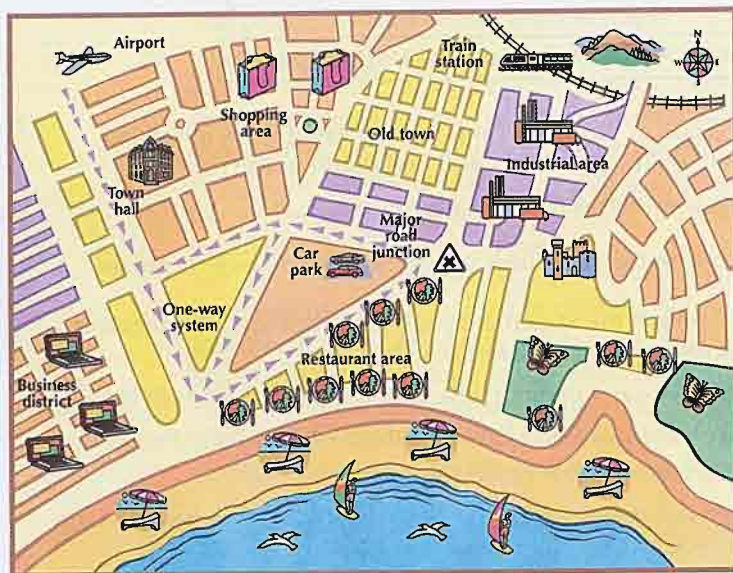 Airport
Train
station
N
W
E
S
Shopping
area
Old town
Industrial area
Town
hall
Major
road
junction
Car
park
One-way
system
Restaurant area
Business
district